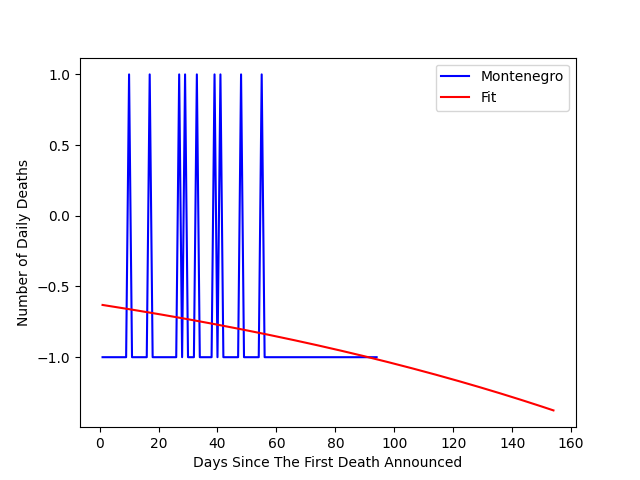 Montenegro
Fit
1.0
0.5
0.0
−0.5
−1.0
Number of Daily Deaths
0 20 40 60 80 100 120 140 160
Days Since The First Death Announced